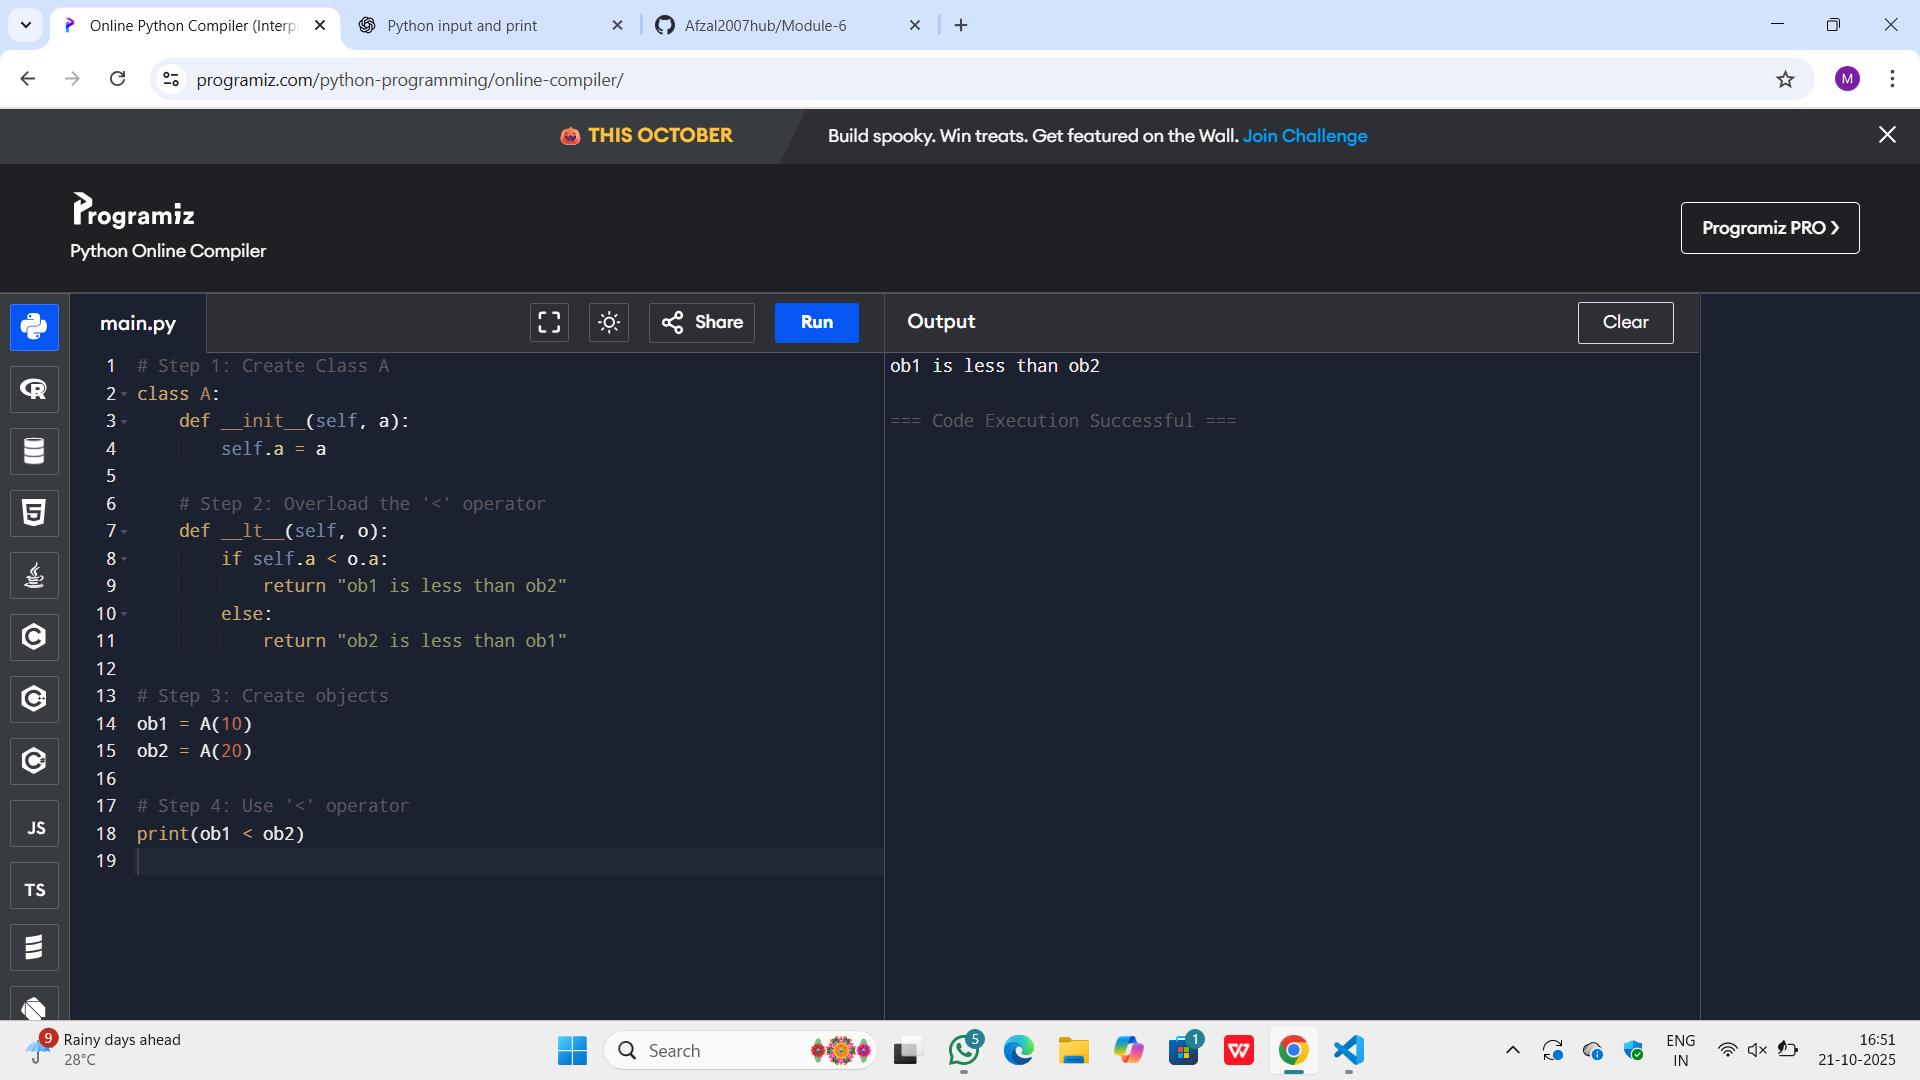 Online Python Compiler (Interp
Python input and print
Afzal2007hub/Module-6
programiz.com/python-programming/online-compiler/
M
THIS OCTOBER
Build spooky. Win treats. Get featured on the Wall. Join Challenge
Programiz
Python Online Compiler
Programiz PRO ❯
main.py
Share
Run
Output
Clear
1 # Step 1: Create Class A
2 class A:
3     def __init__(self, a):
4         self.a = a
5
6     # Step 2: Overload the '<' operator
7     def __lt__(self, o):
8         if self.a < o.a:
9             return "ob1 is less than ob2"
10         else:
11             return "ob2 is less than ob1"
12
13 # Step 3: Create objects
14 ob1 = A(10)
15 ob2 = A(20)
16
17 # Step 4: Use '<' operator
18 print(ob1 < ob2)
19
ob1 is less than ob2
=== Code Execution Successful ===
R
5
C
C
C
JS
TS
9
Rainy days ahead
28°C
Search
5
1
W
ENG
IN
16:51
21-10-2025